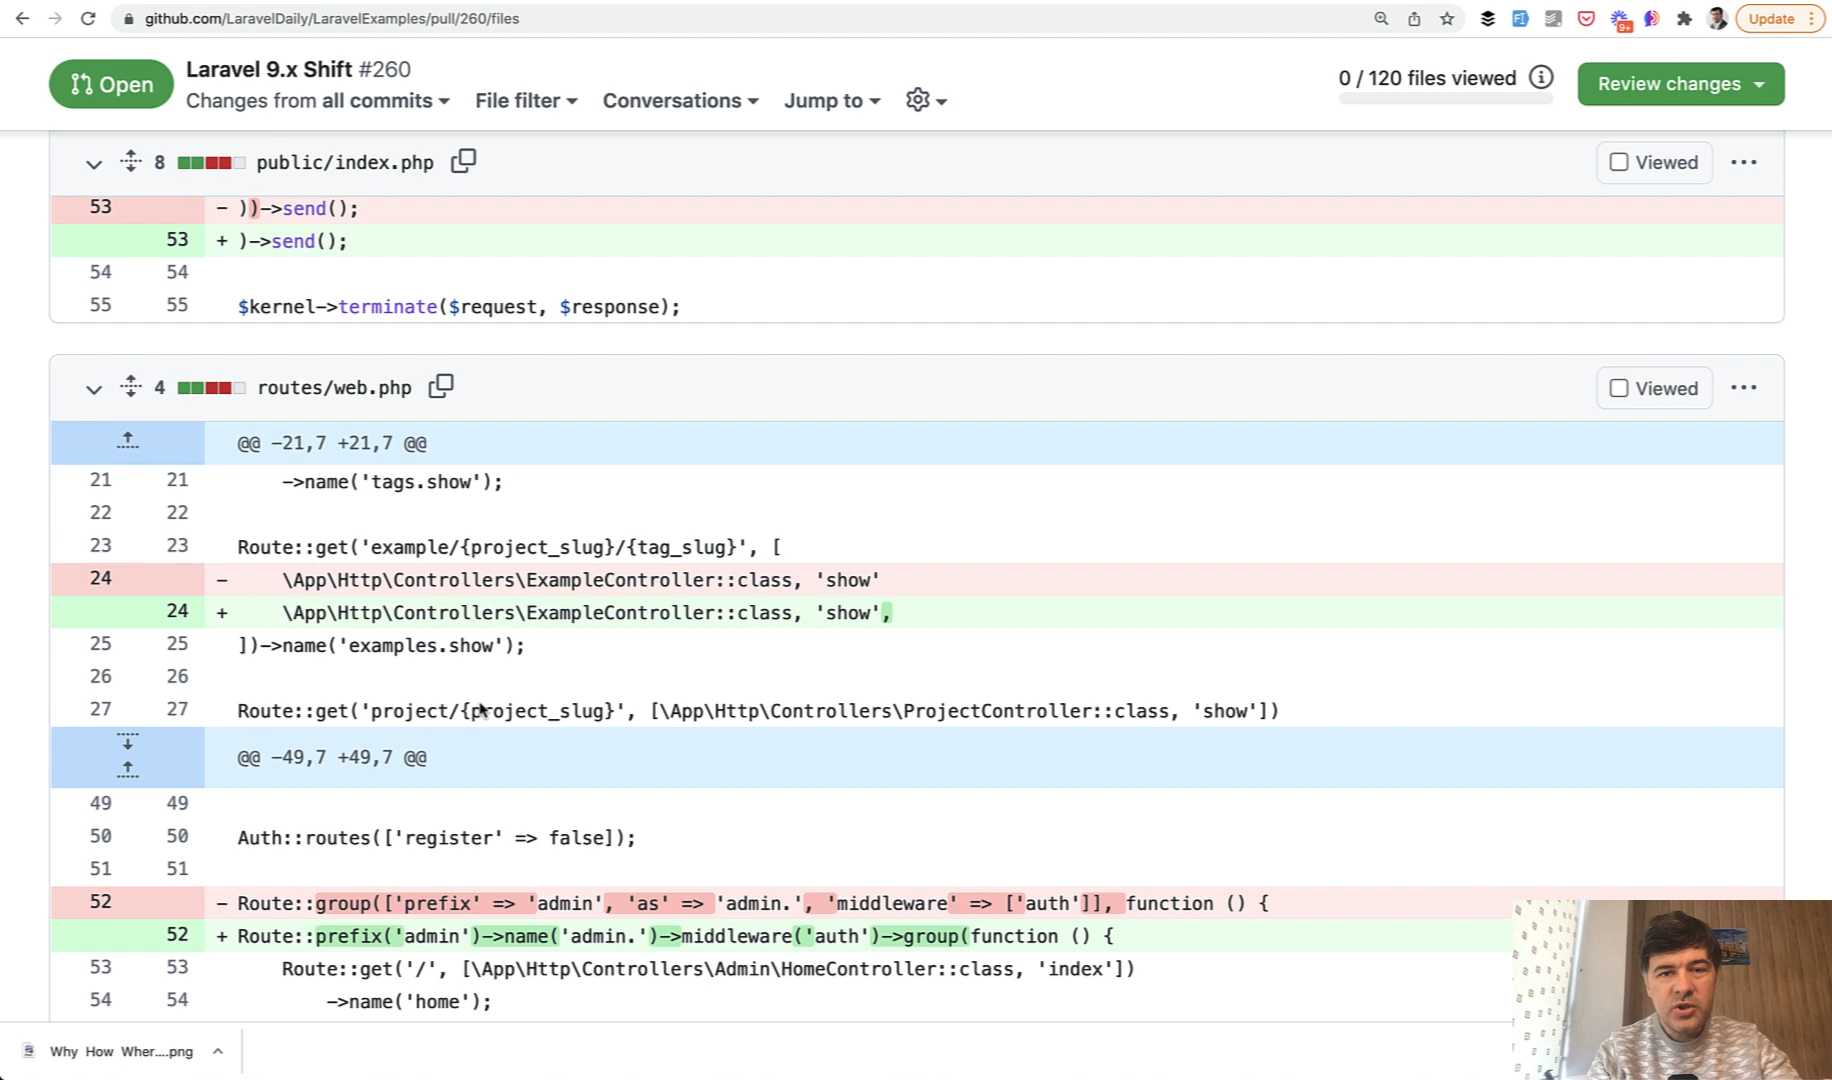 github.com/LaravelDaily/LaravelExamples/pull/260/files
9+
Update
Open
Laravel 9.x Shift #260
Changes from all commits
File filter
Conversations
Jump to
0 / 120 files viewed
Review changes
8 public/index.php
Viewed
53 - ))->send();
53 + )->send();
54 54
55 55 $kernel->terminate($request, $response);
4 routes/web.php
Viewed
@@ -21,7 +21,7 @@
21 21 ->name('tags.show');
22 22
23 23 Route::get('example/{project_slug}/{tag_slug}', [
24 - \App\Http\Controllers\ExampleController::class, 'show'
24 + \App\Http\Controllers\ExampleController::class, 'show',
25 25 ])->name('examples.show');
26 26
27 27 Route::get('project/{project_slug}', [\App\Http\Controllers\ProjectController::class, 'show'])
@@ -49,7 +49,7 @@
49 49
50 50 Auth::routes(['register' => false]);
51 51
52 - Route::group(['prefix' => 'admin', 'as' => 'admin.', 'middleware' => ['auth']], function () {
52 + Route::prefix('admin')->name('admin.')->middleware('auth')->group(function () {
53 53 Route::get('/', [\App\Http\Controllers\Admin\HomeController::class, 'index'])
54 54 ->name('home');
Why How Wher....png